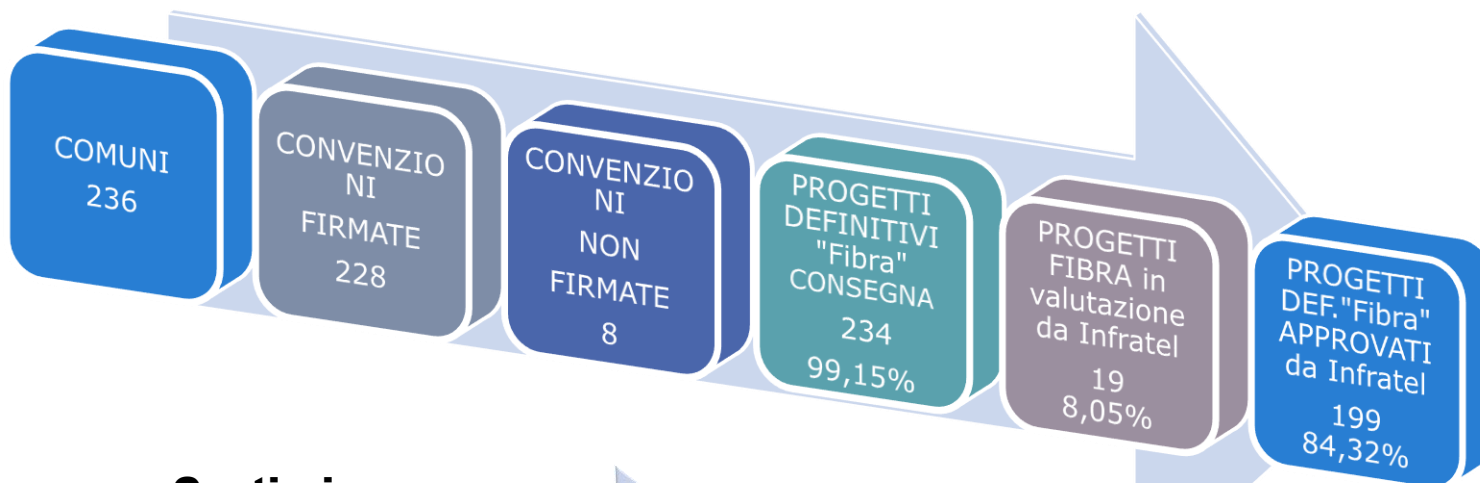 COMUNI
236
CONVENZIO
NI
FIRMATE
228
CONVENZIO
NI
NON
FIRMATE
8
PROGETTI
DEFINITIVI
"Fibra"
CONSEGNA
234
99,15%
PROGETTI
FIBRA in
valutazione
da Infratel
19
8,05%
PROGETTI
DEF."Fibra"
APPROVATI
da Infratel
199
84,32%